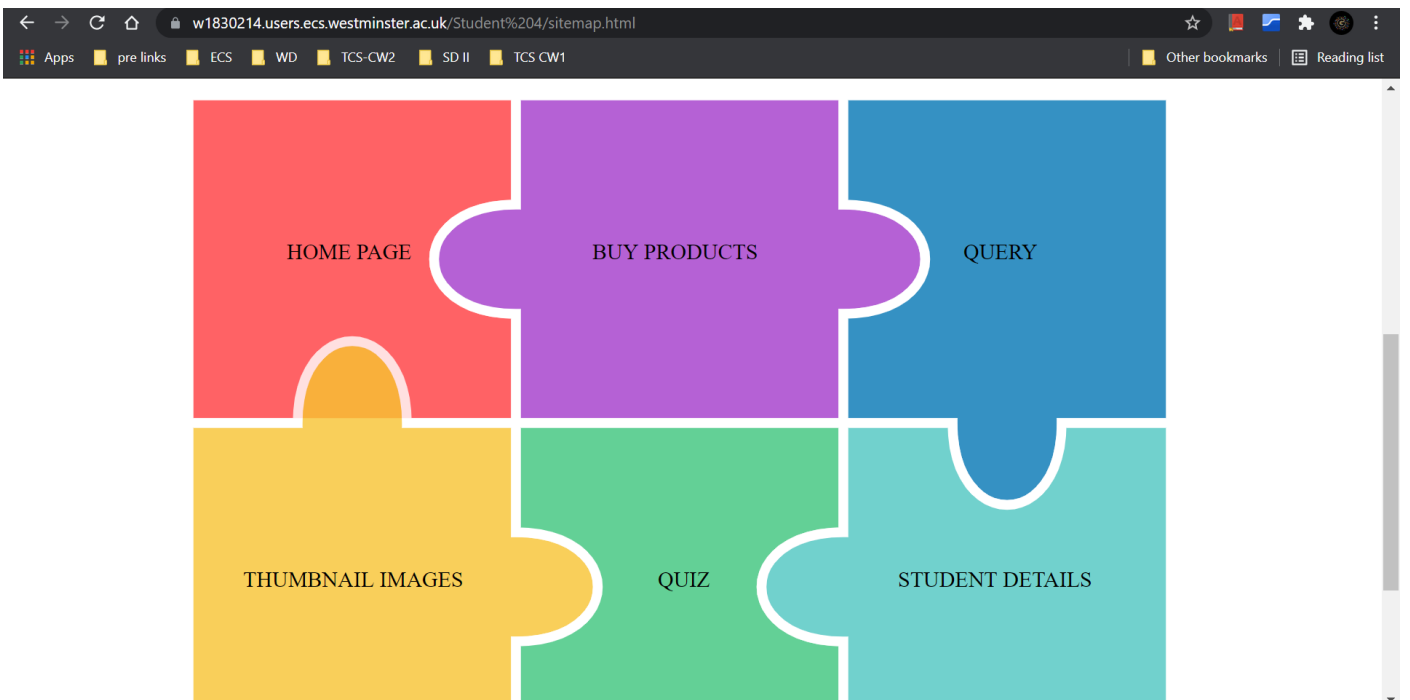 w1830214.users.ecs.westminster.ac.uk/Student%204/sitemap.html
Apps pre links ECS WD TCS-CW2 SD II TCS CW1 Other bookmarks Reading list
HOME PAGE BUY PRODUCTS QUERY
THUMBNAIL IMAGES QUIZ STUDENT DETAILS